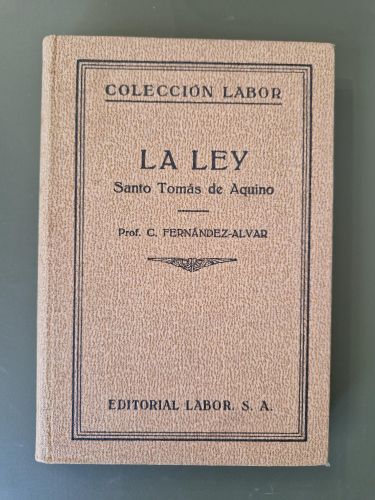 COLECCIÓN LABOR
LA LEY
Santo Tomás de Aquino
Prof. C. FERNÁNDEZ-ALVAR
EDITORIAL LABOR, S. A.